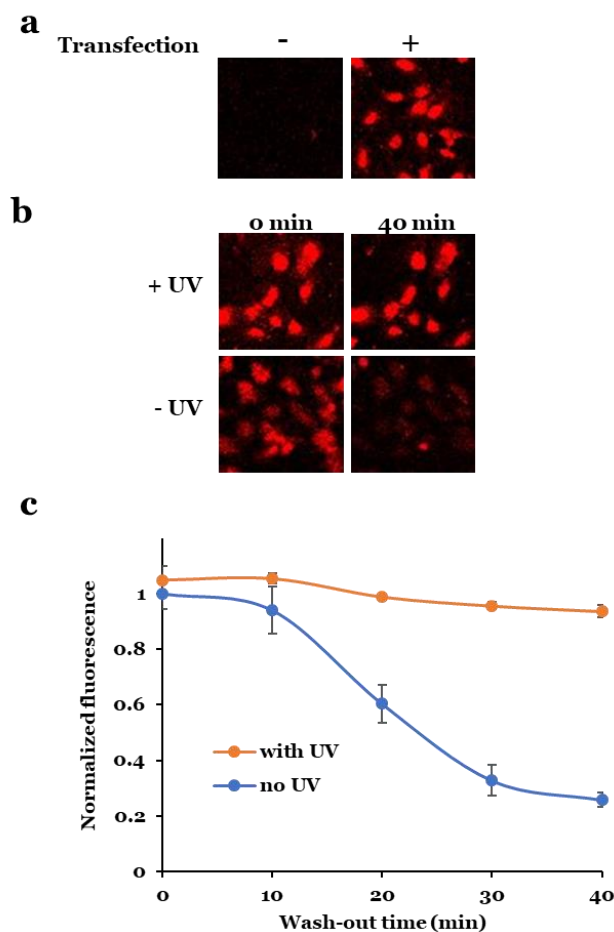 a
Transfection - +
b
0 min 40 min
+ UV
- UV
c
Normalized fluorescence
1
0.8
0.6
0.4
0.2
0
with UV
no UV
0 10 20 30 40
Wash-out time (min)